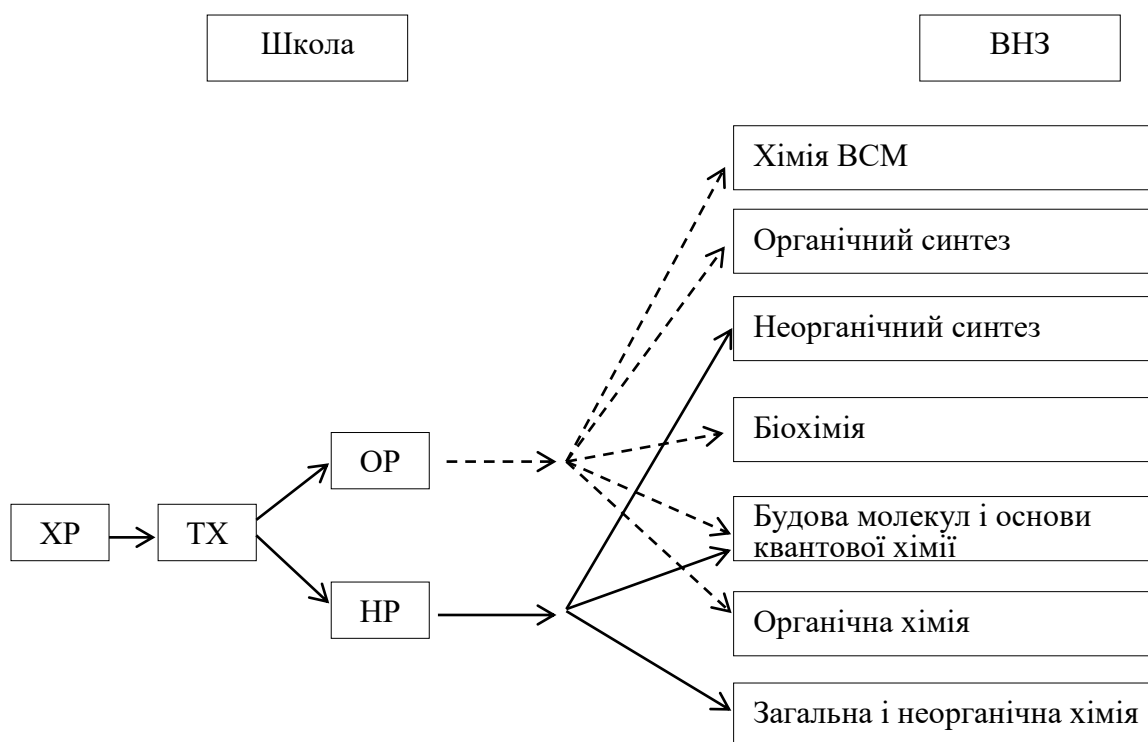 Школа
ВНЗ
Хімія ВСМ
Органічний синтез
Неорганічний синтез
Біохімія
ОР
ХР
ТХ
Будова молекул і основи
квантової хімії
НР
Органічна хімія
Загальна і неорганічна хімія